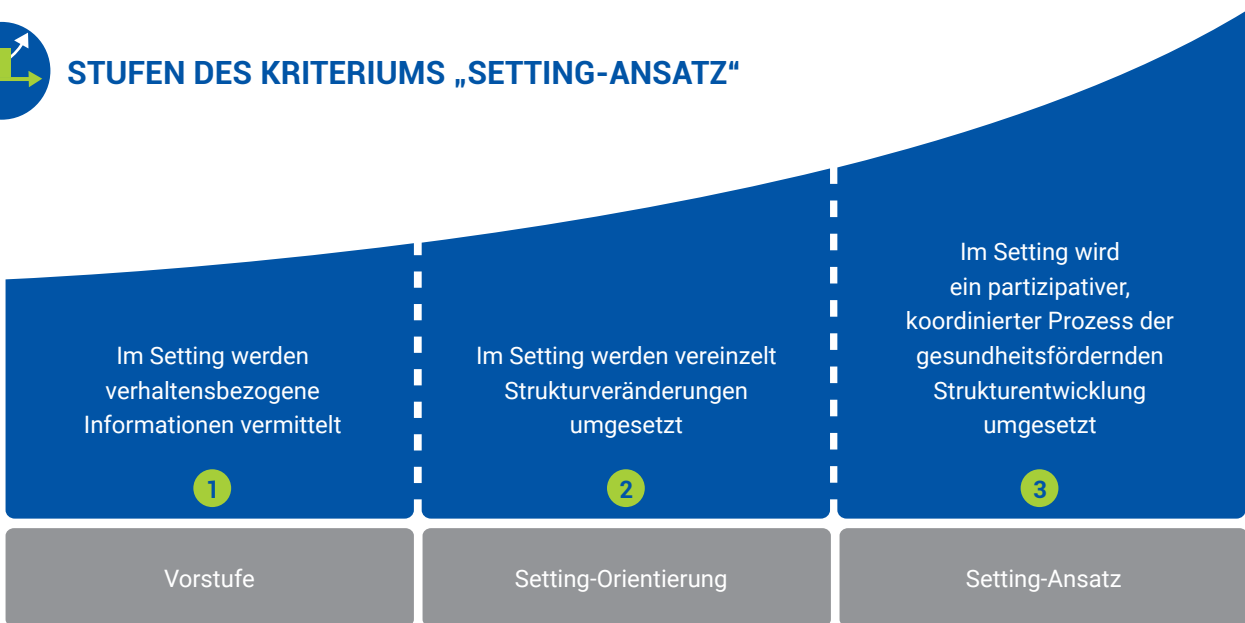 STUFEN DES KRITERIUMS „SETTING-ANSATZ“
Im Setting werden
verhaltensbezogene
Informationen vermittelt
1
Vorstufe
Im Setting werden vereinzelt
Strukturveränderungen
umgesetzt
2
Setting-Orientierung
Im Setting wird
ein partizipativer,
koordinierter Prozess der
gesundheitsfördernden
Strukturentwicklung
umgesetzt
3
Setting-Ansatz